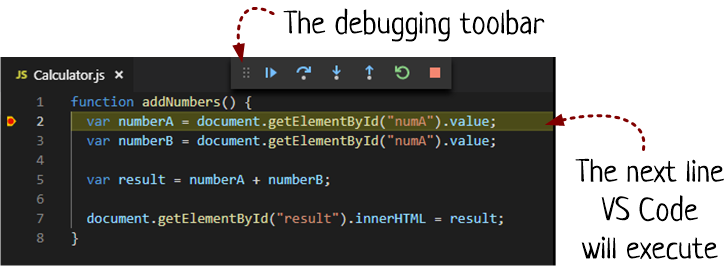 The debugging toolbar
JS Calculator.js ×
1 function addNumbers() {
2 var numberA = document.getElementById("numA").value;
3 var numberB = document.getElementById("numA").value;
4
5 var result = numberA + numberB;
6
7 document.getElementById("result").innerHTML = result;
8 }
The next line
VS Code
will execute